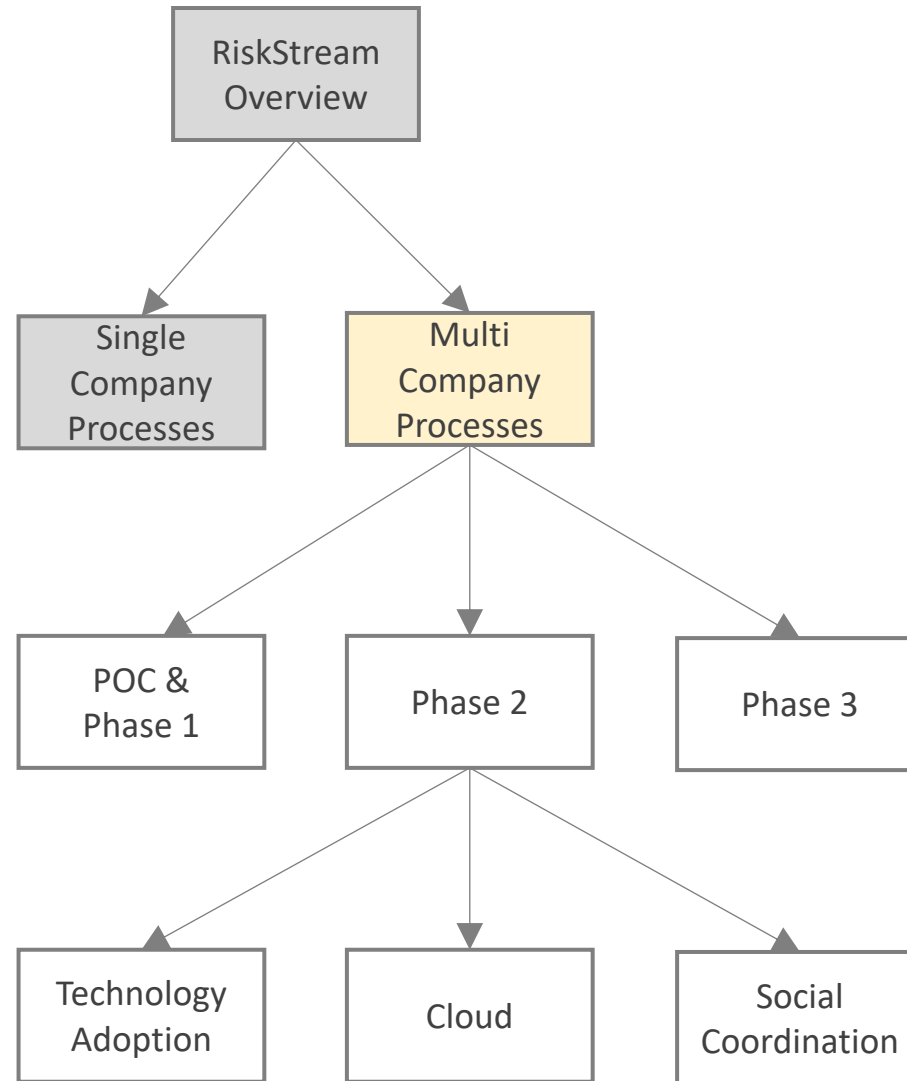 RiskStream
Overview
Single
Company
Processes
Multi
Company
Processes
POC &
Phase 1
Phase 2
Phase 3
Technology
Adoption
Cloud
Social
Coordination